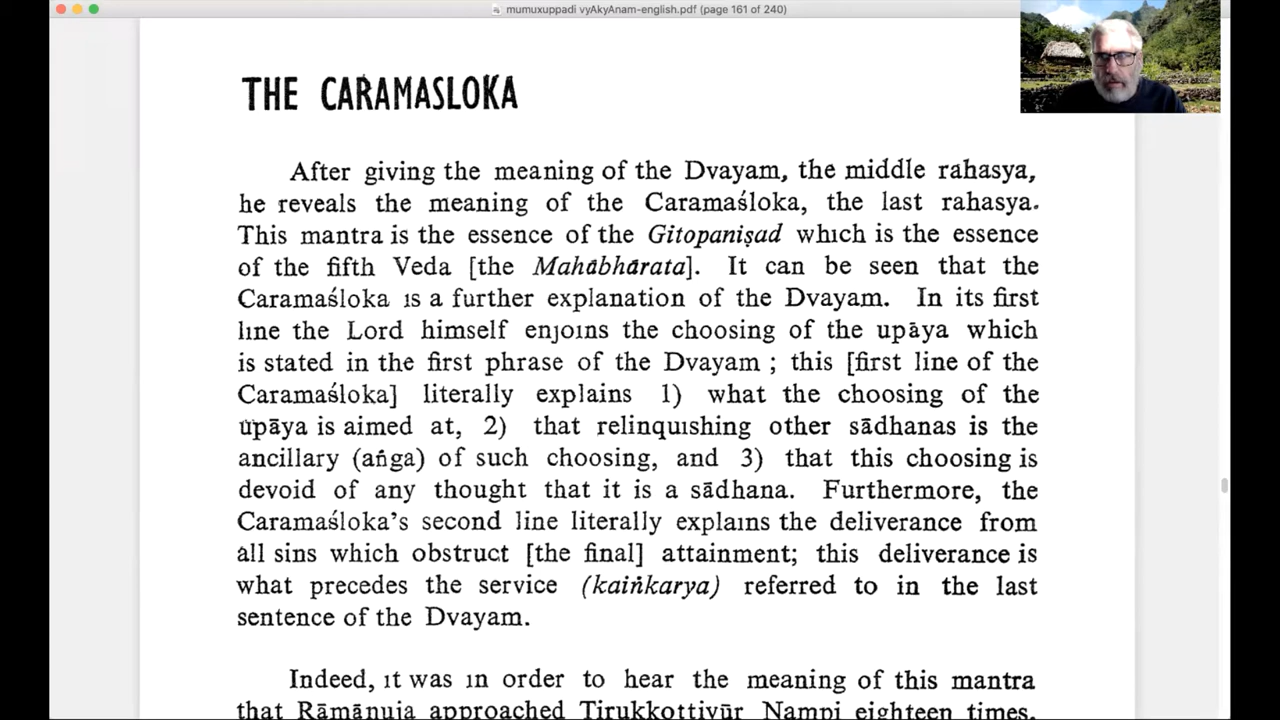 mumuxuppadi vyAkyAnam-english.pdf (page 161 of 240)
THE CARAMASLOKA
After giving the meaning of the Dvayam, the middle rahasya,
he reveals the meaning of the Caramaśloka, the last rahasya.
This mantra is the essence of the Gitopaniṣad which is the essence
of the fifth Veda [the Mahābhārata]. It can be seen that the
Caramaśloka is a further explanation of the Dvayam. In its first
line the Lord himself enjoins the choosing of the upāya which
is stated in the first phrase of the Dvayam ; this [first line of the
Caramaśloka] literally explains 1) what the choosing of the
upāya is aimed at, 2) that relinquishing other sādhanas is the
ancillary (aṅga) of such choosing, and 3) that this choosing is
devoid of any thought that it is a sādhana. Furthermore, the
Caramaśloka's second line literally explains the deliverance from
all sins which obstruct [the final] attainment; this deliverance is
what precedes the service (kaiṅkarya) referred to in the last
sentence of the Dvayam.
Indeed, it was in order to hear the meaning of this mantra
that Rāmānuja approached Tirukkottiyūr Nampi eighteen times.